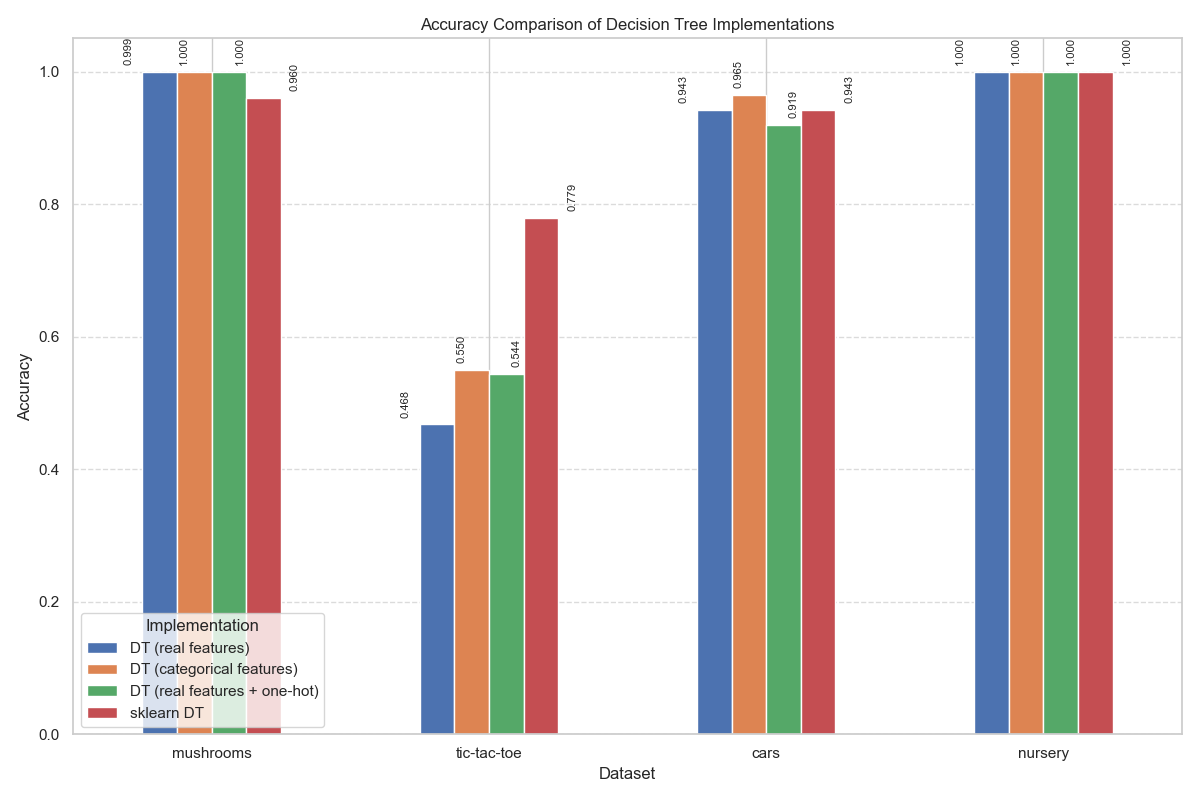 Accuracy Comparison of Decision Tree Implementations
0.999
1.000
1.000
0.960
0.468
0.550
0.544
0.779
0.943
0.965
0.919
0.943
1.000
1.000
1.000
1.000
Accuracy
1.0
0.8
0.6
0.4
0.2
0.0
Implementation
DT (real features)
DT (categorical features)
DT (real features + one-hot)
sklearn DT
mushrooms
tic-tac-toe
cars
nursery
Dataset